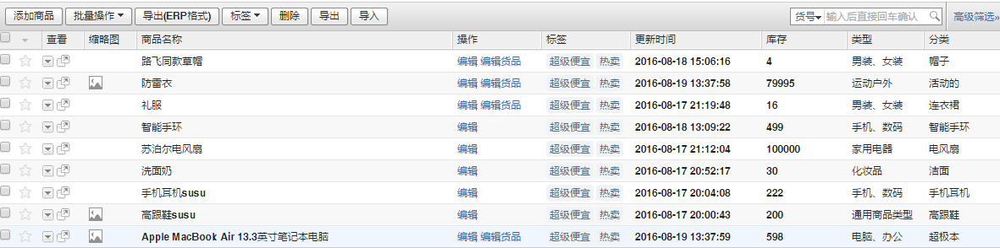 添加商品 批量操作 导出(ERP格式) 标签 删除 导出 导入 货号 输入后直接回车确认 高级筛选»
查看 缩略图 商品名称 操作 标签 更新时间 库存 类型 分类
路飞同款草帽 编辑 编辑货品 超级便宜 热卖 2016-08-18 15:06:16 4 男装、女装 帽子
防雷衣 编辑 编辑货品 超级便宜 热卖 2016-08-19 13:37:58 79995 运动户外 活动的
礼服 编辑 编辑货品 超级便宜 热卖 2016-08-17 21:19:48 16 男装、女装 连衣裙
智能手环 编辑 超级便宜 热卖 2016-08-18 13:09:22 499 手机、数码 智能手环
苏泊尔电风扇 编辑 超级便宜 热卖 2016-08-17 21:12:04 100000 家用电器 电风扇
洗面奶 编辑 超级便宜 热卖 2016-08-17 20:52:17 30 化妆品 洁面
手机耳机susu 编辑 超级便宜 热卖 2016-08-17 20:04:08 222 手机、数码 手机耳机
高跟鞋susu 编辑 超级便宜 热卖 2016-08-17 20:00:43 200 通用商品类型 高跟鞋
Apple MacBook Air 13.3英寸笔记本电脑 编辑 编辑货品 超级便宜 热卖 2016-08-19 13:37:59 598 电脑、办公 超极本